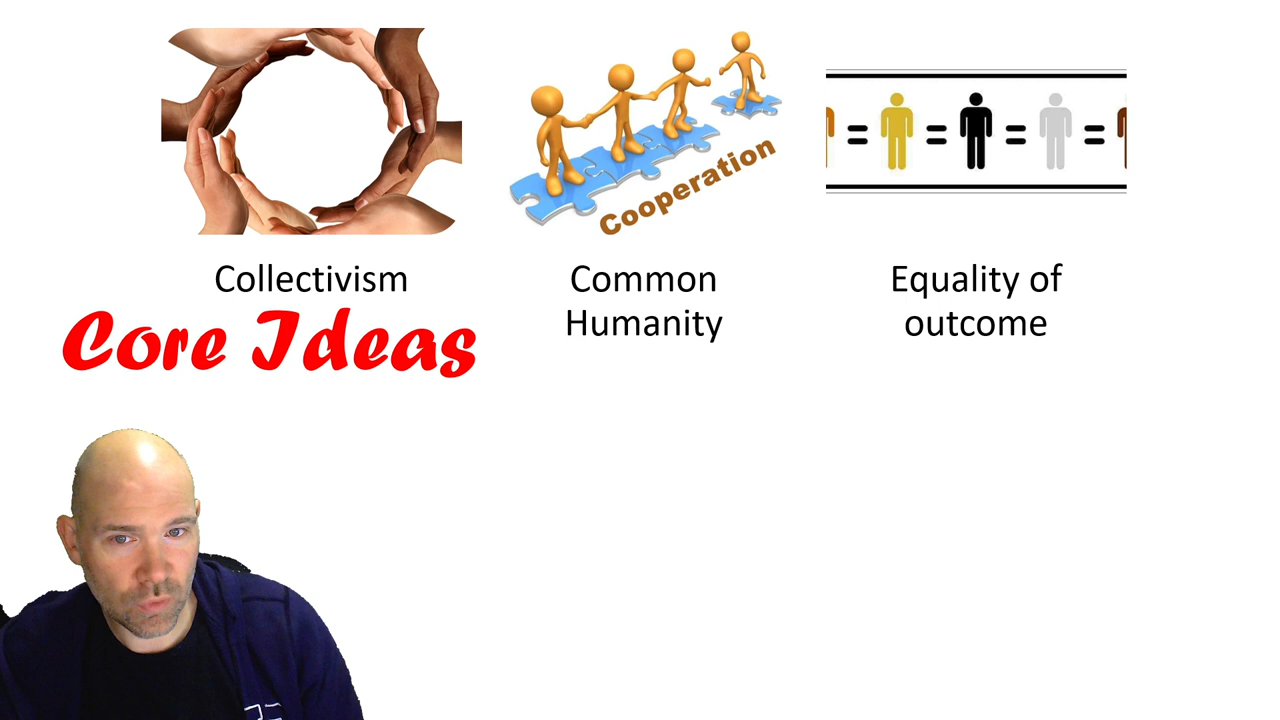 Cooperation
Collectivism
Common
Humanity
Equality of
outcome
Core Ideas